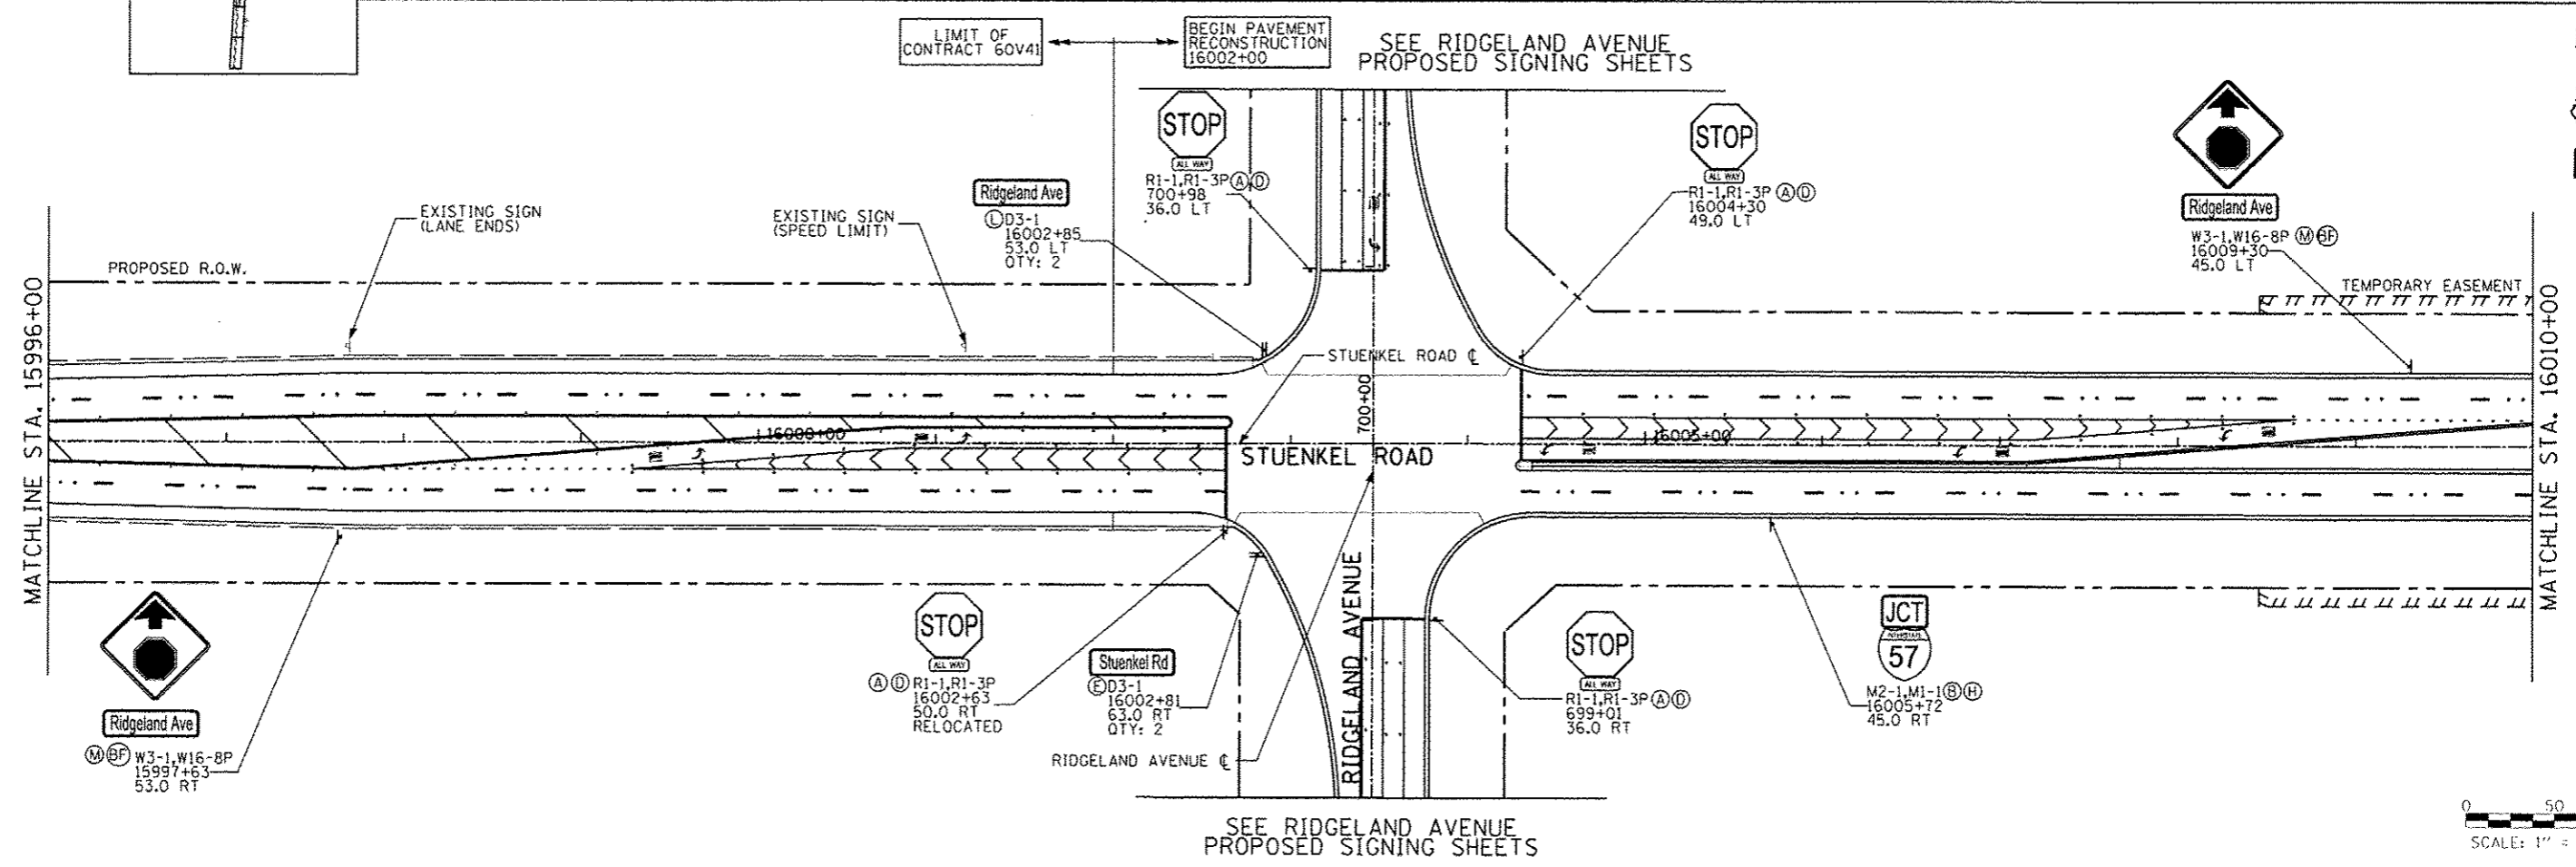 LIMIT OF
CONTRACT 60V41
BEGIN PAVEMENT
RECONSTRUCTION
16002+00
SEE RIDGELAND AVENUE
PROPOSED SIGNING SHEETS
STOP
ALL WAY
R1-1,R1-3P A D
700+98
36.0 LT
STOP
ALL WAY
R1-1,R1-3P A D
16004+30
49.0 LT
Ridgeland Ave
W3-1,W16-8P M BF
16009+30
45.0 LT
Ridgeland Ave
L D3-1
16002+85
53.0 LT
QTY: 2
EXISTING SIGN
(LANE ENDS)
EXISTING SIGN
(SPEED LIMIT)
PROPOSED R.O.W.
TEMPORARY EASEMENT
MATCHLINE STA. 15996+00
MATCHLINE STA. 16010+00
STUENKEL ROAD ℄
700+00
16000+00
16005+00
STUENKEL ROAD
RIDGELAND AVENUE
Ridgeland Ave
M BF W3-1,W16-8P
15997+63
53.0 RT
STOP
ALL WAY
A D R1-1,R1-3P
16002+63
50.0 RT
RELOCATED
Stuenkel Rd
E D3-1
16002+81
63.0 RT
QTY: 2
RIDGELAND AVENUE ℄
STOP
ALL WAY
R1-1,R1-3P A D
699+01
36.0 RT
JCT
INTERSTATE
57
M2-1,M1-1 B H
16005+72
45.0 RT
SEE RIDGELAND AVENUE
PROPOSED SIGNING SHEETS
0 50
SCALE: 1" =